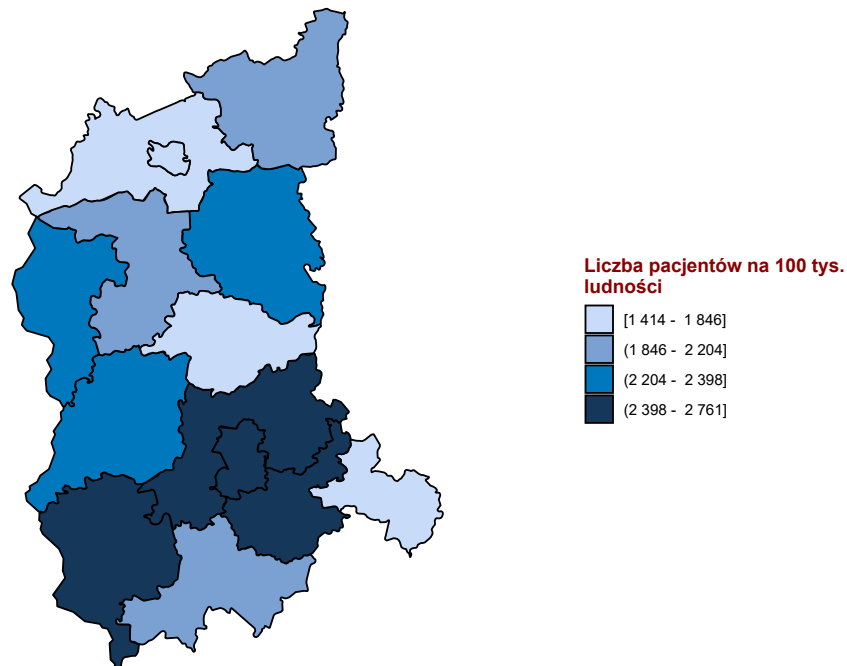 Liczba pacjentów na 100 tys.
ludności
[1 414 - 1 846]
(1 846 - 2 204]
(2 204 - 2 398]
(2 398 - 2 761]